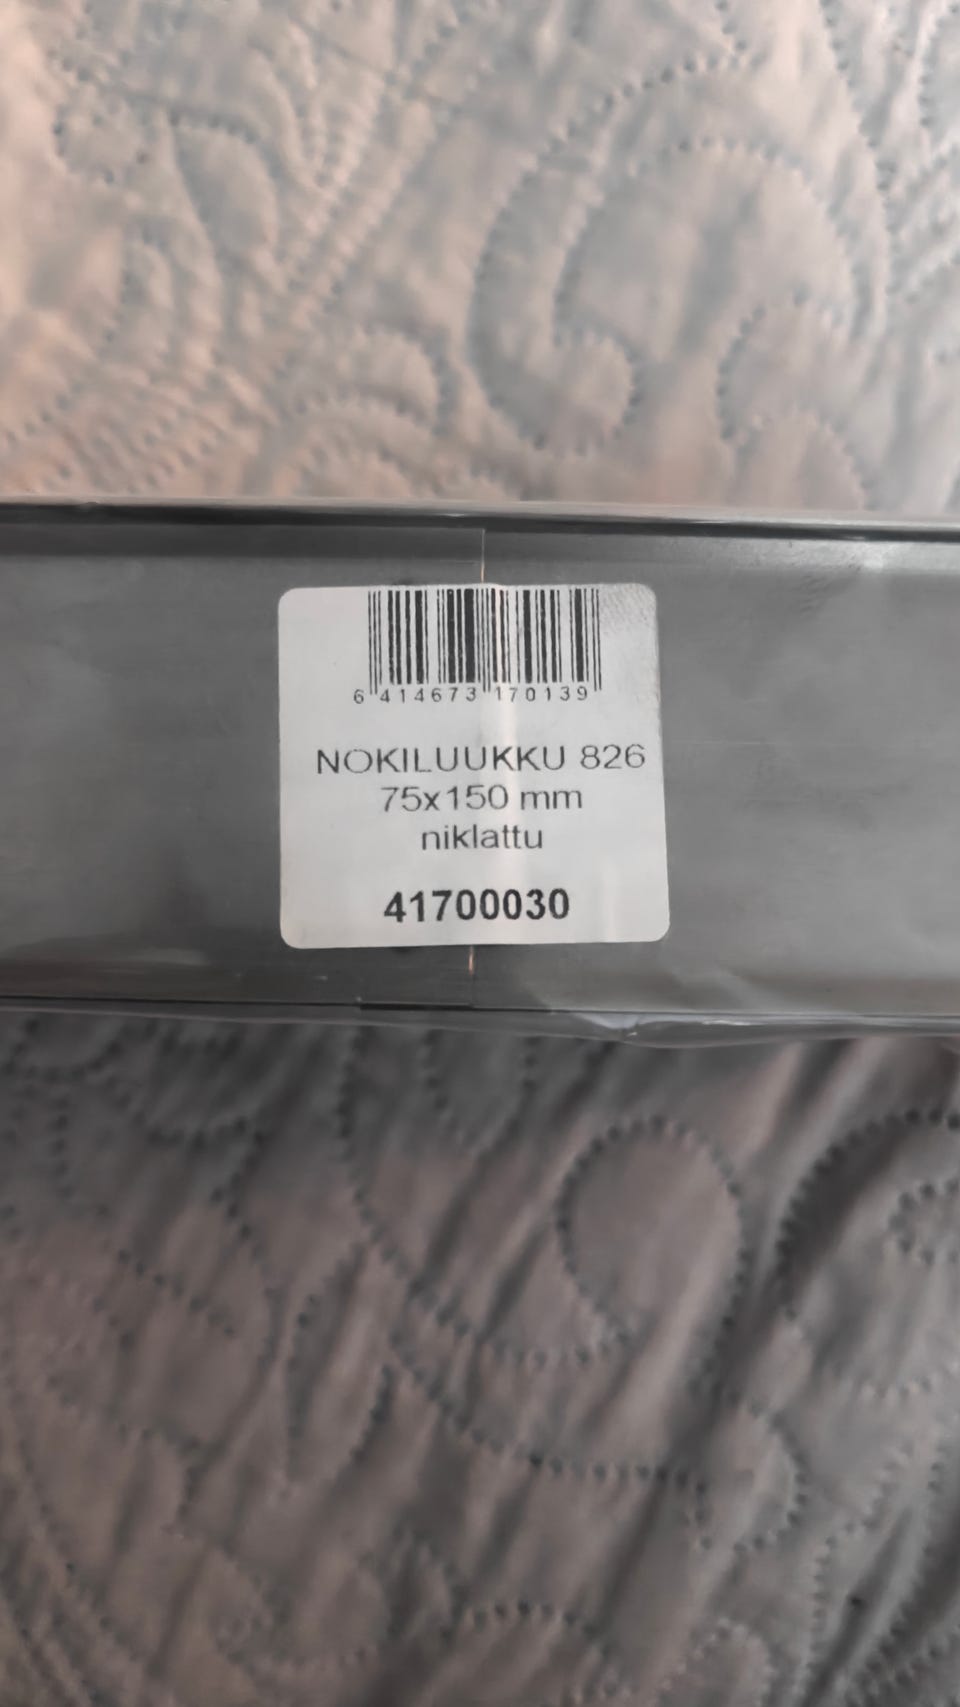 6 414673 170139
NOKILUUKKU 826
75x150 mm
niklattu
41700030